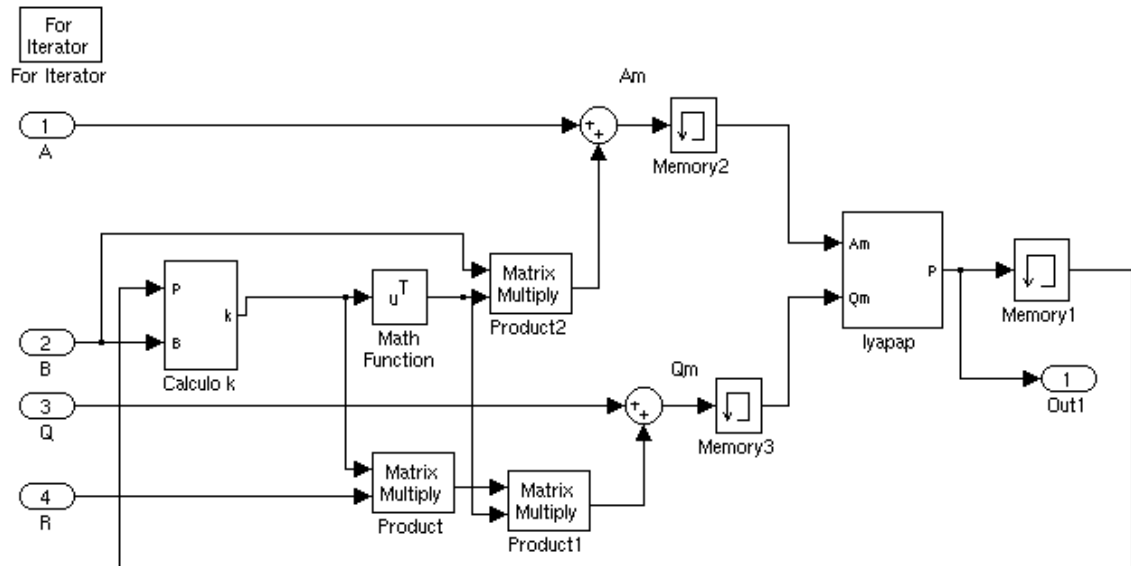 For
Iterator
For Iterator
Am
1
A
+
+
Memory2
Matrix
Multiply
Product2
P
k
B
Calculo k
u^T
Math
Function
2
B
Am
P
Qm
lyapap
Memory1
1
Out1
3
Q
Qm
+
+
Memory3
4
R
Matrix
Multiply
Product
Matrix
Multiply
Product1